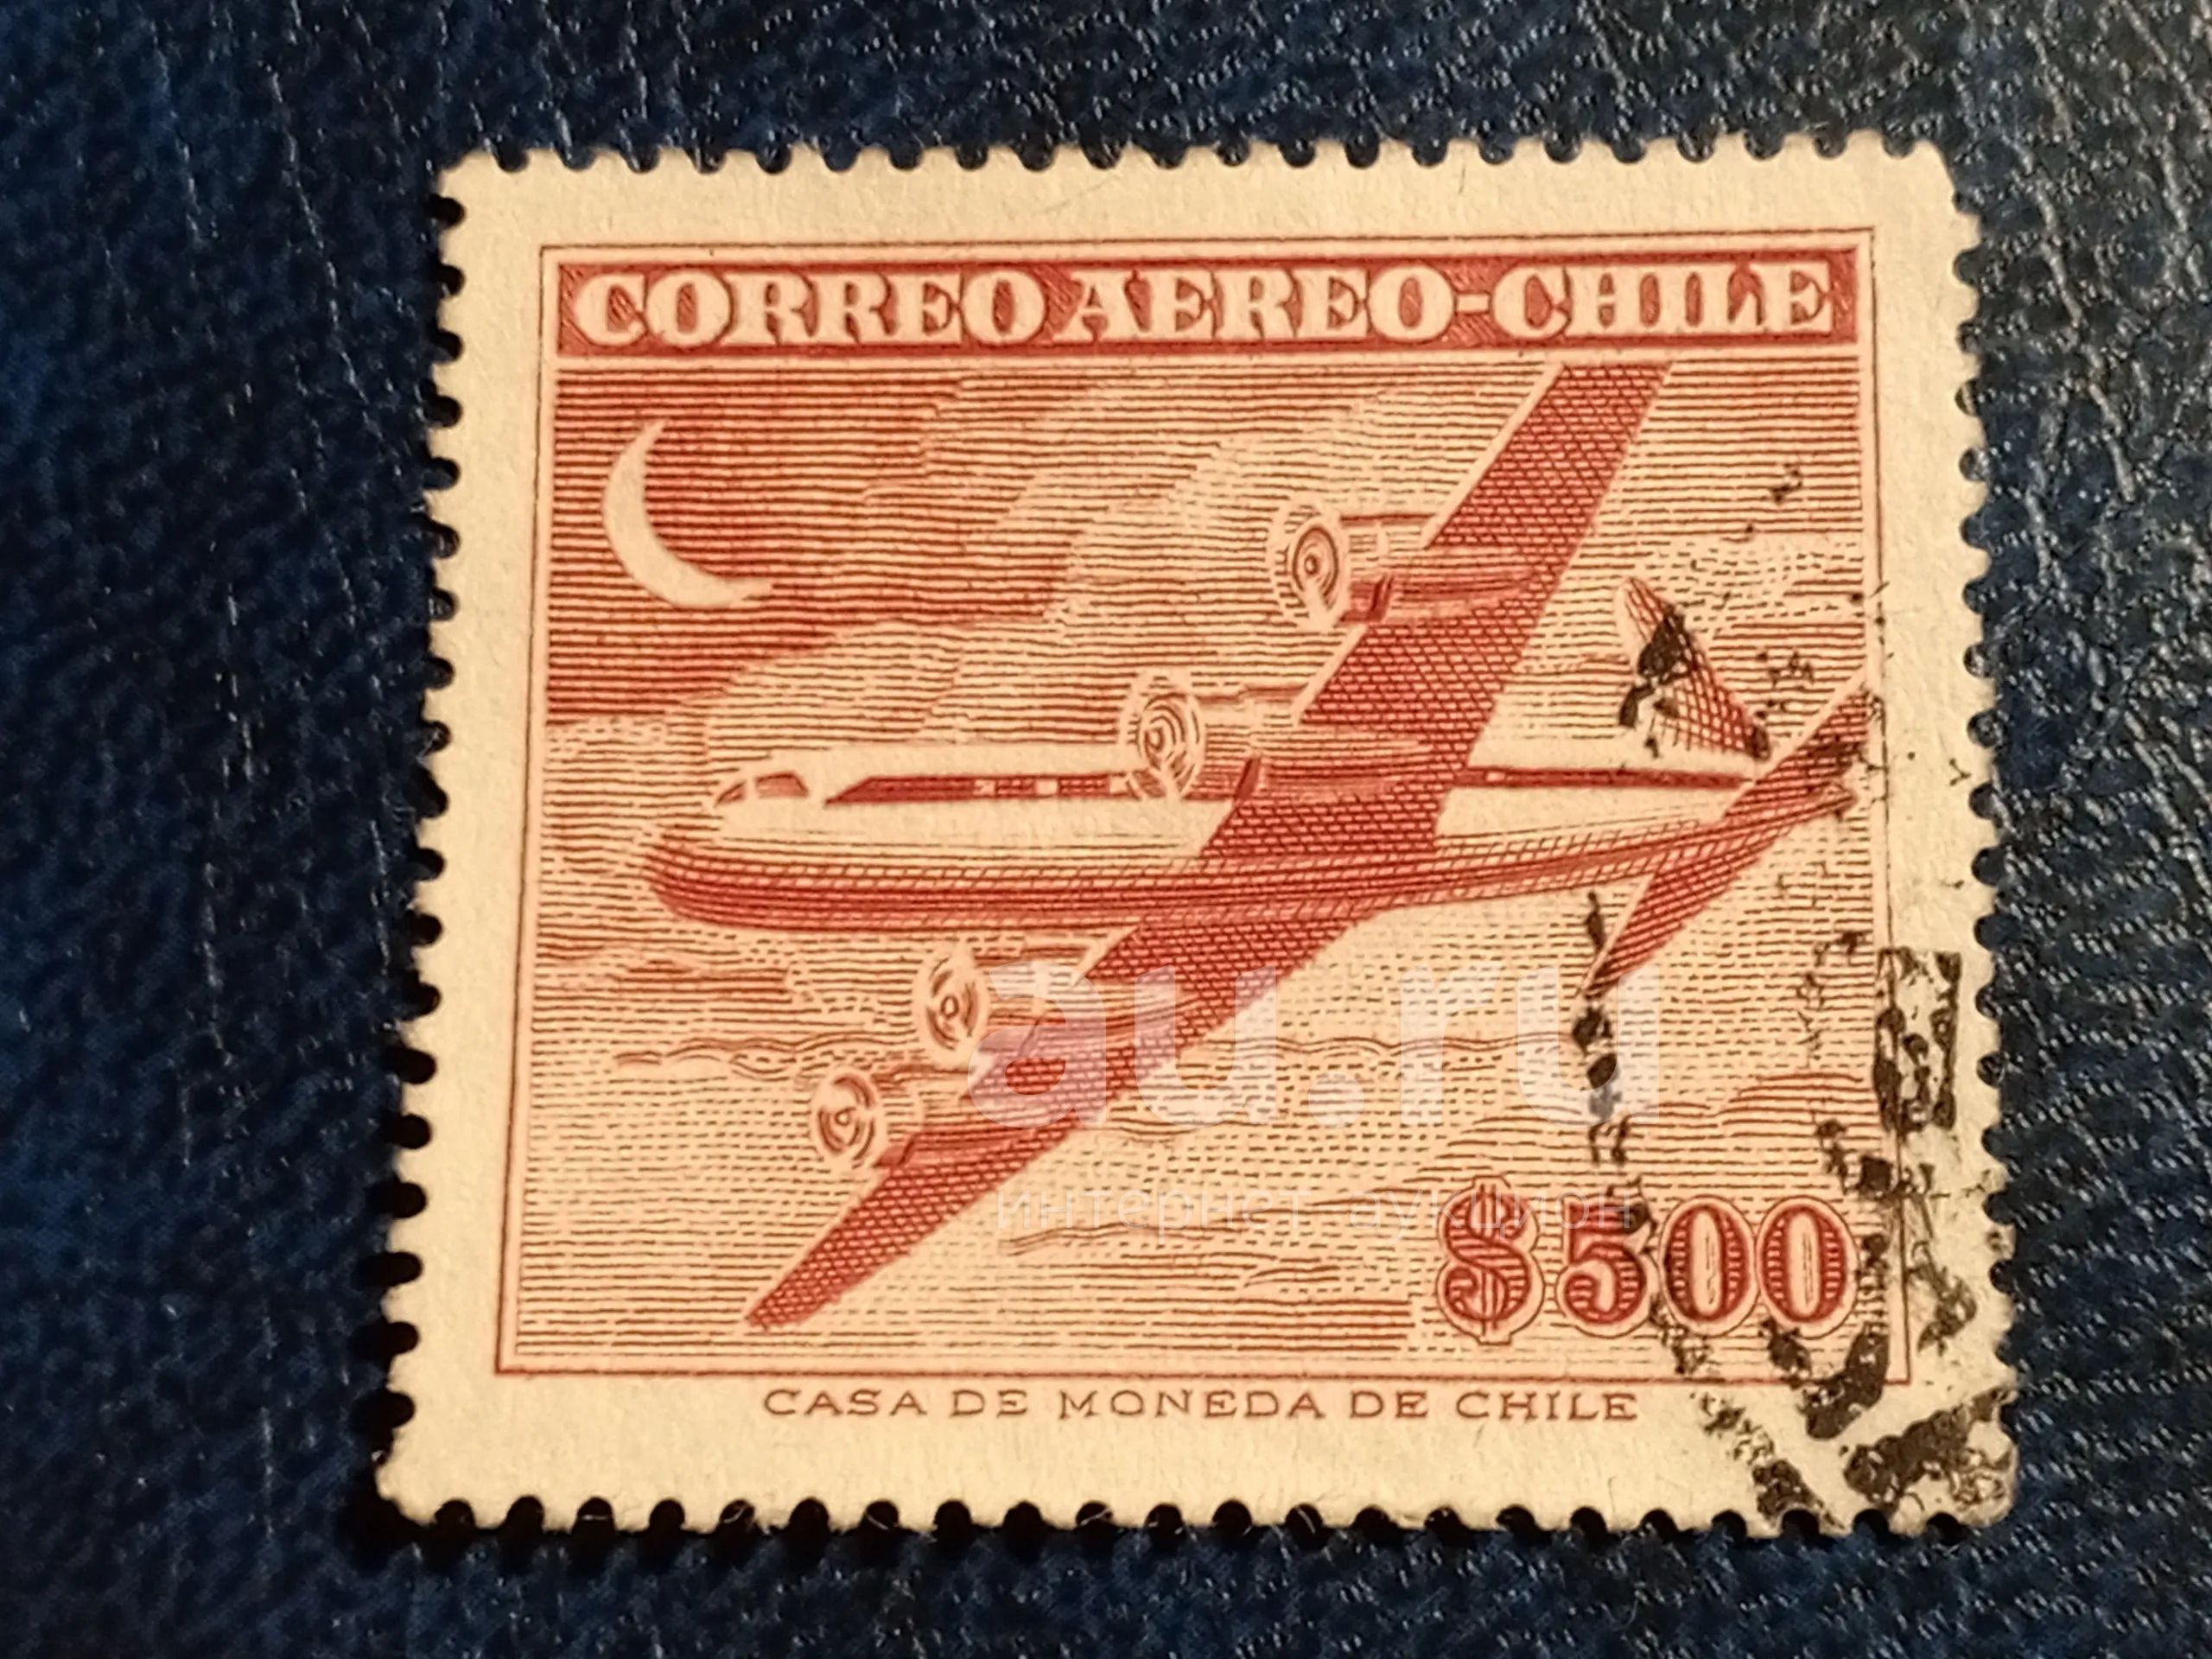 CORREO AEREO-CHILE
au.ru
интернет аукцион
$500
CASA DE MONEDA DE CHILE